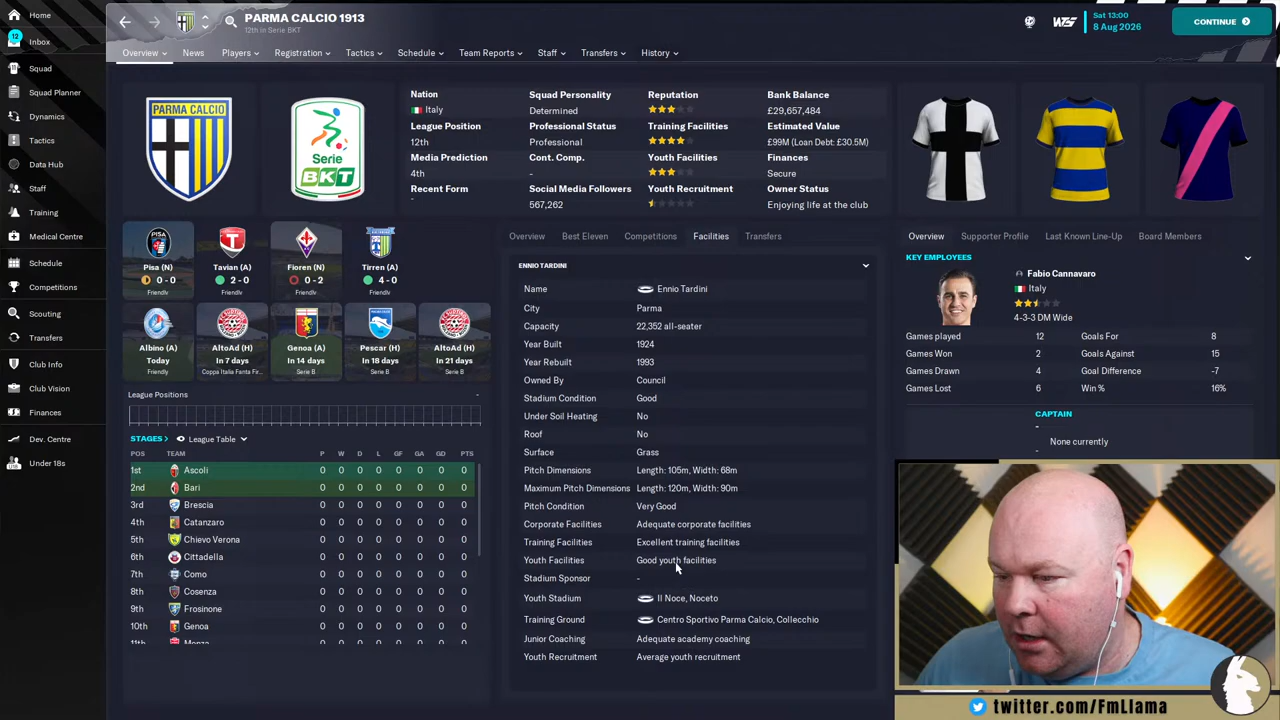 Home
PARMA CALCIO 1913
12th in Serie BKT
Sat 13:00
8 Aug 2026
CONTINUE
12
Inbox
Squad
Squad Planner
Dynamics
Tactics
Data Hub
Staff
Training
Medical Centre
Schedule
Competitions
Scouting
Transfers
Club Info
Club Vision
Finances
Dev. Centre
Under 18s
Overview News Players Registration Tactics Schedule Team Reports Staff Transfers History
PARMA CALCIO
Serie
BKT
Nation
Italy
League Position
12th
Media Prediction
4th
Recent Form
-
Squad Personality
Determined
Professional Status
Professional
Cont. Comp.
-
Social Media Followers
567,262
Reputation
Training Facilities
Youth Facilities
Youth Recruitment
Bank Balance
£29,657,484
Estimated Value
£99M (Loan Debt: £30.5M)
Finances
Secure
Owner Status
Enjoying life at the club
Pisa (N)
0 - 0
Friendly
Tavian (A)
2 - 0
Friendly
Fioren (N)
0 - 2
Friendly
Tirren (A)
4 - 0
Friendly
Albino (A)
Today
Friendly
AltoAd (H)
In 7 days
Coppa Italia Fanta Fir...
Genoa (A)
In 14 days
Serie B
Pescar (H)
In 18 days
Serie B
AltoAd (H)
In 21 days
Serie B
League Positions -
STAGES > League Table
POS TEAM P W D L GF GA GD PTS
1st Ascoli 0 0 0 0 0 0 0 0
2nd Bari 0 0 0 0 0 0 0 0
3rd Brescia 0 0 0 0 0 0 0 0
4th Catanzaro 0 0 0 0 0 0 0 0
5th Chievo Verona 0 0 0 0 0 0 0 0
6th Cittadella 0 0 0 0 0 0 0 0
7th Como 0 0 0 0 0 0 0 0
8th Cosenza 0 0 0 0 0 0 0 0
9th Frosinone 0 0 0 0 0 0 0 0
10th Genoa 0 0 0 0 0 0 0 0
11th Monza 0 0 0 0 0 0 0 0
Overview Best Eleven Competitions Facilities Transfers
ENNIO TARDINI
Name Ennio Tardini
City Parma
Capacity 22,352 all-seater
Year Built 1924
Year Rebuilt 1993
Owned By Council
Stadium Condition Good
Under Soil Heating No
Roof No
Surface Grass
Pitch Dimensions Length: 105m, Width: 68m
Maximum Pitch Dimensions Length: 120m, Width: 90m
Pitch Condition Very Good
Corporate Facilities Adequate corporate facilities
Training Facilities Excellent training facilities
Youth Facilities Good youth facilities
Stadium Sponsor -
Youth Stadium Il Noce, Noceto
Training Ground Centro Sportivo Parma Calcio, Collecchio
Junior Coaching Adequate academy coaching
Youth Recruitment Average youth recruitment
Overview Supporter Profile Last Known Line-Up Board Members
KEY EMPLOYEES
Fabio Cannavaro
Italy
4-3-3 DM Wide
Games played 12 Goals For 8
Games Won 2 Goals Against 15
Games Drawn 4 Goal Difference -7
Games Lost 6 Win % 16%
CAPTAIN
-
None currently
-
twitter.com/FmLlama